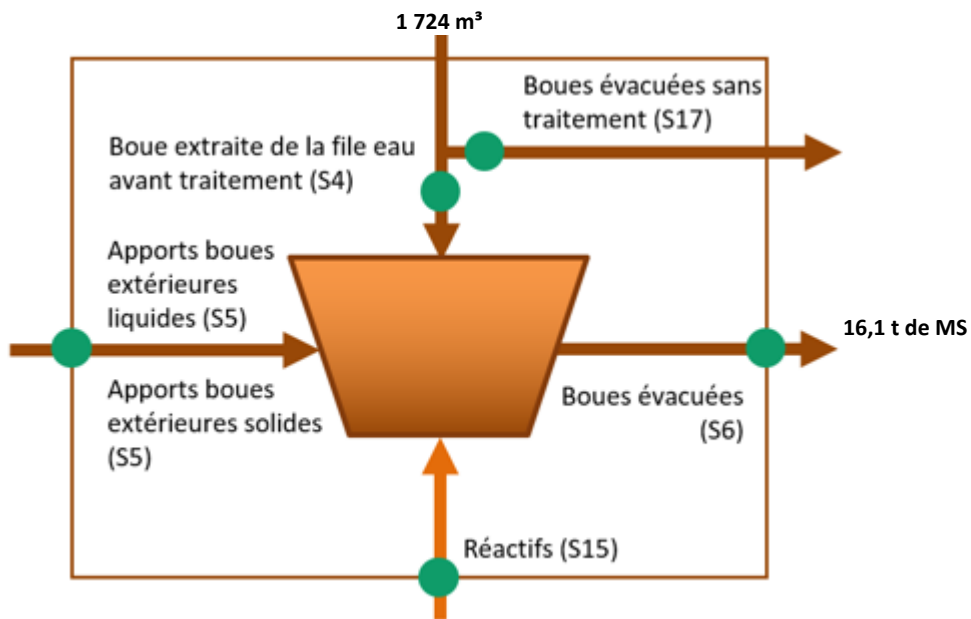 1 724 m³
Boues évacuées sans
traitement (S17)
Boue extraite de la file eau
avant traitement (S4)
Apports boues
extérieures
liquides (S5)
16,1 t de MS
Apports boues
extérieures solides
(S5)
Boues évacuées
(S6)
Réactifs (S15)